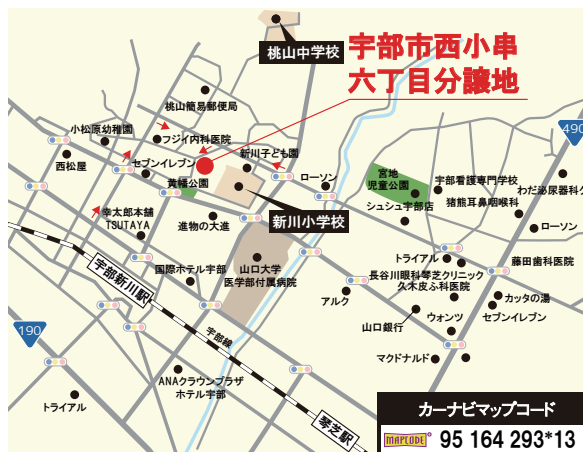 桃山中学校
宇部市西小串
六丁目分譲地
桃山簡易郵便局
小松原幼稚園
フジイ内科医院
西松屋
セブンイレブン
新川子ども園
黄幡公園
ローソン
宮地
児童公園
宇部看護専門学校
猪熊耳鼻咽喉科
わだ泌尿器科ク
490
シュシュ宇部店
新川小学校
幸太郎本舗
TSUTAYA
進物の大進
ローソン
藤田歯科医院
トライアル
長谷川眼科琴芝クリニック
久木皮ふ科医院
国際ホテル宇部
山口大学
医学部付属病院
宇部新川駅
アルク
カッタの湯
セブンイレブン
山口銀行
ウォンツ
マクドナルド
190
宇部線
ANAクラウンプラザ
ホテル宇部
トライアル
琴芝駅
カーナビマップコード
MAPCODE 95 164 293*13